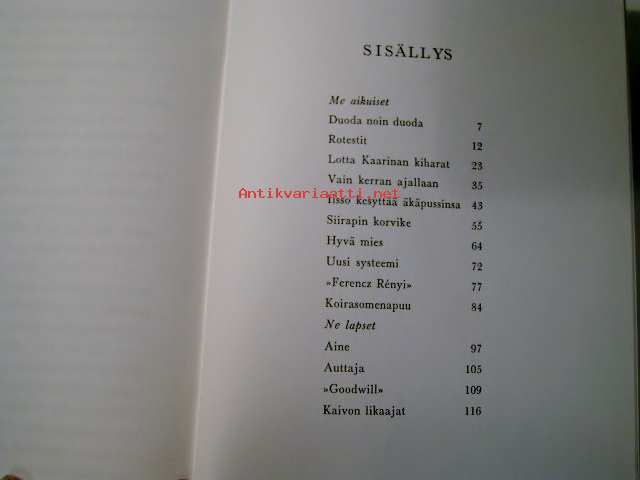 SISÄLLYS
Me aikuiset
Duoda noin duoda 7
Rotestit 12
Lotta Kaarinan kiharat 23
Vain kerran ajallaan 35
Antikvariaatti.net
Iisso kesyttää äkäpussinsa 43
Siirapin korvike 55
Hyvä mies 64
Uusi systeemi 72
»Ferencz Rényi» 77
Koirasomenapuu 84
Ne lapset
Aine 97
Auttaja 105
»Goodwill» 109
Kaivon likaajat 116